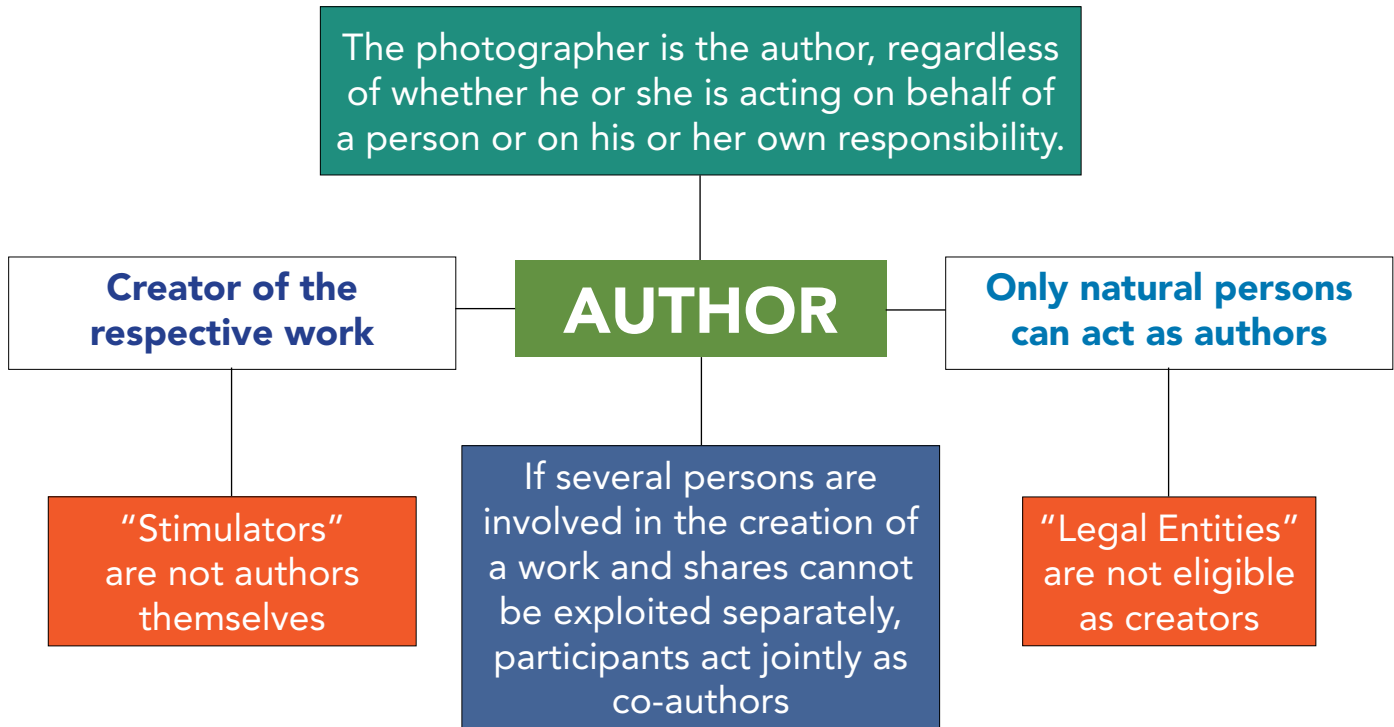 The photographer is the author, regardless
of whether he or she is acting on behalf of
a person or on his or her own responsibility.
Creator of the
respective work
AUTHOR
Only natural persons
can act as authors
“Stimulators”
are not authors
themselves
If several persons are
involved in the creation of
a work and shares cannot
be exploited separately,
participants act jointly as
co-authors
“Legal Entities”
are not eligible
as creators